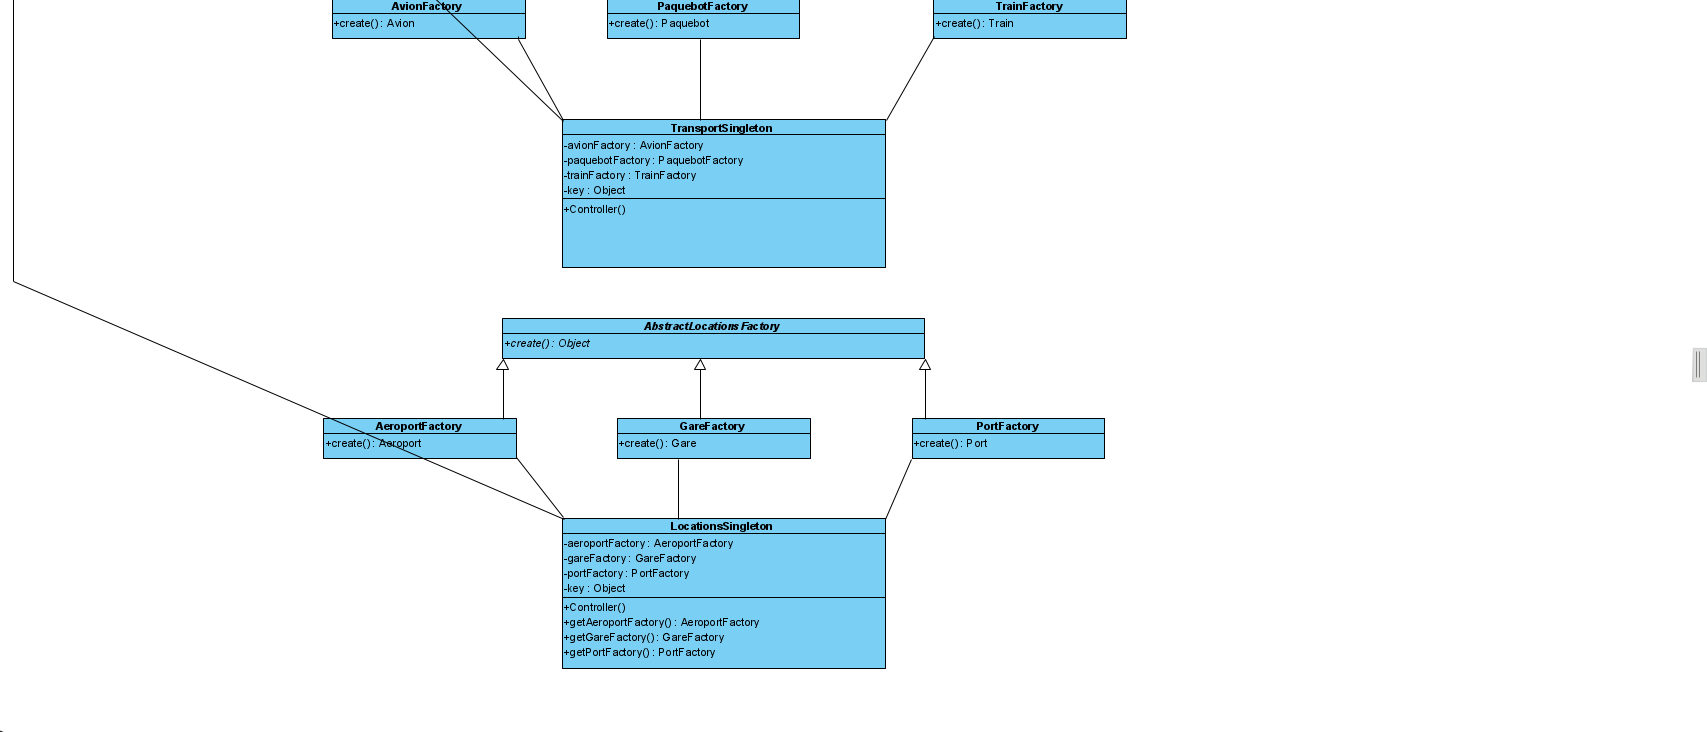 AvionFactory
+create() : Avion
PaquebotFactory
+create() : Paquebot
TrainFactory
+create() : Train
TransportSingleton
-avionFactory : AvionFactory
-paquebotFactory : PaquebotFactory
-trainFactory : TrainFactory
-key : Object
+Controller()
AbstractLocationsFactory
+create() : Object
AeroportFactory
+create() : Aeroport
GareFactory
+create() : Gare
PortFactory
+create() : Port
LocationsSingleton
-aeroportFactory : AeroportFactory
-gareFactory : GareFactory
-portFactory : PortFactory
-key : Object
+Controller()
+getAeroportFactory() : AeroportFactory
+getGareFactory() : GareFactory
+getPortFactory() : PortFactory